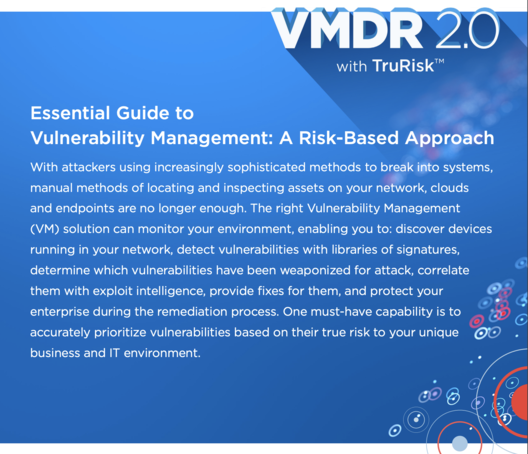 VMDR 2.0
with TruRisk™
Essential Guide to
Vulnerability Management: A Risk-Based Approach
With attackers using increasingly sophisticated methods to break into systems,
manual methods of locating and inspecting assets on your network, clouds
and endpoints are no longer enough. The right Vulnerability Management
(VM) solution can monitor your environment, enabling you to: discover devices
running in your network, detect vulnerabilities with libraries of signatures,
determine which vulnerabilities have been weaponized for attack, correlate
them with exploit intelligence, provide fixes for them, and protect your
enterprise during the remediation process. One must-have capability is to
accurately prioritize vulnerabilities based on their true risk to your unique
business and IT environment.